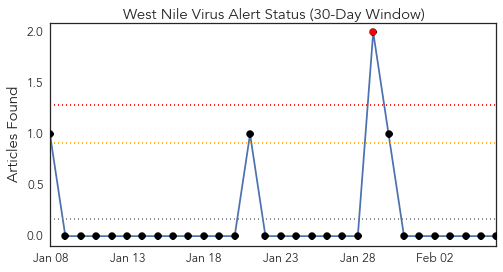 West Nile Virus Alert Status (30-Day Window)
Articles Found
2.0
1.5
1.0
0.5
0.0
Jan 08 Jan 13 Jan 18 Jan 23 Jan 28 Feb 02